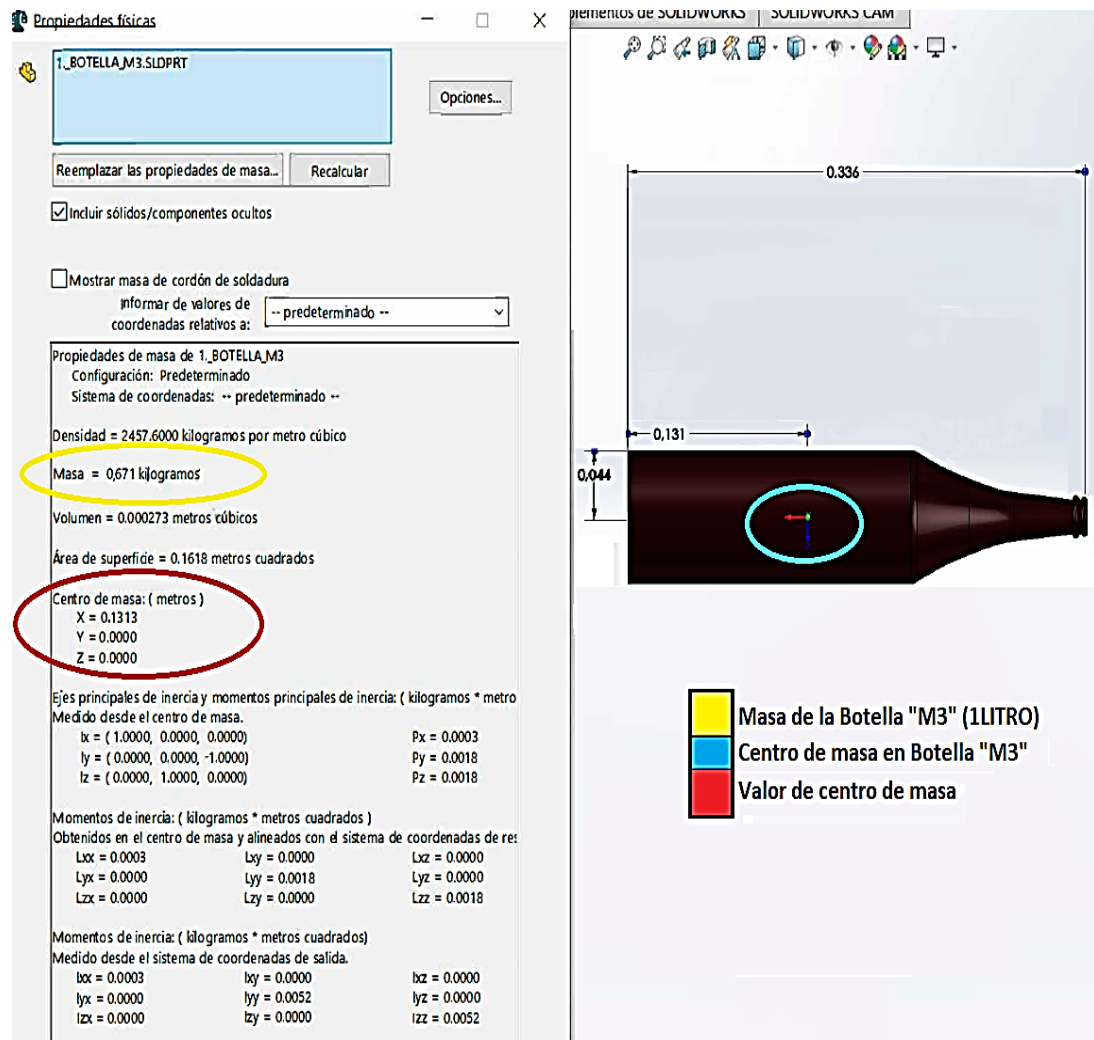 Propiedades físicas
1._BOTELLA_M3.SLDPRT
Opciones...
Reemplazar las propiedades de masa...
Recalcular
Incluir sólidos/componentes ocultos
Mostrar masa de cordón de soldadura
Informar de valores de
coordenadas relativos a:
-- predeterminado --
Propiedades de masa de 1._BOTELLA_M3
Configuración: Predeterminado
Sistema de coordenadas: -- predeterminado --
Densidad = 2457.6000 kilogramos por metro cúbico
Masa = 0,671 kilogramos
Volumen = 0.000273 metros cúbicos
Área de superficie = 0.1618 metros cuadrados
Centro de masa: ( metros )
X = 0.1313
Y = 0.0000
Z = 0.0000
Ejes principales de inercia y momentos principales de inercia: ( kilogramos * metro
Medido desde el centro de masa.
Ix = ( 1.0000, 0.0000, 0.0000) Px = 0.0003
Iy = ( 0.0000, 0.0000, -1.0000) Py = 0.0018
Iz = ( 0.0000, 1.0000, 0.0000) Pz = 0.0018
Momentos de inercia: ( kilogramos * metros cuadrados )
Obtenidos en el centro de masa y alineados con el sistema de coordenadas de res
Lxx = 0.0003 Lxy = 0.0000 Lxz = 0.0000
Lyx = 0.0000 Lyy = 0.0018 Lyz = 0.0000
Lzx = 0.0000 Lzy = 0.0000 Lzz = 0.0018
Momentos de inercia: ( kilogramos * metros cuadrados)
Medido desde el sistema de coordenadas de salida.
Ixx = 0.0003 Ixy = 0.0000 Ixz = 0.0000
Iyx = 0.0000 Iyy = 0.0052 Iyz = 0.0000
Izx = 0.0000 Izy = 0.0000 Izz = 0.0052
plementos de SOLIDWORKS SOLIDWORKS CAM
0.336
0,131
0,044
Masa de la Botella "M3" (1LITRO)
Centro de masa en Botella "M3"
Valor de centro de masa